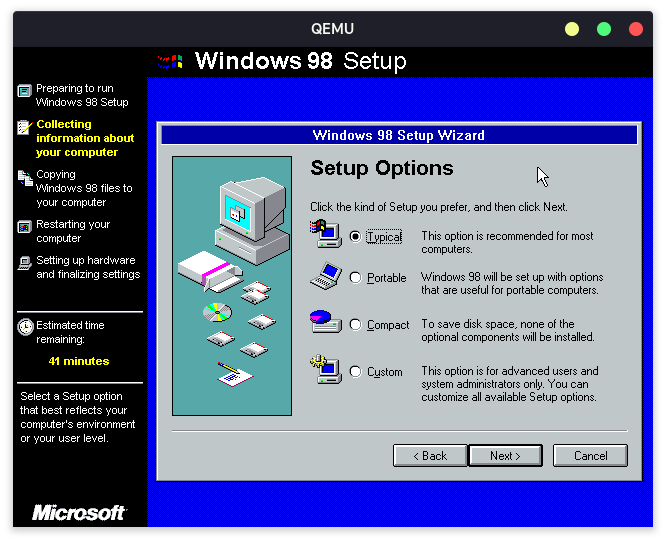 QEMU
Windows 98 Setup
Preparing to run
Windows 98 Setup
Collecting
information about
your computer
Copying
Windows 98 files to
your computer
Restarting your
computer
Setting up hardware
and finalizing settings
Estimated time
remaining:
41 minutes
Select a Setup option
that best reflects your
computer's environment
or your user level.
Microsoft
Windows 98 Setup Wizard
Setup Options
Click the kind of Setup you prefer, and then click Next.
Typical
This option is recommended for most
computers.
Portable
Windows 98 will be set up with options
that are useful for portable computers.
Compact
To save disk space, none of the
optional components will be installed.
Custom
This option is for advanced users and
system administrators only. You can
customize all available Setup options.
< Back
Next >
Cancel